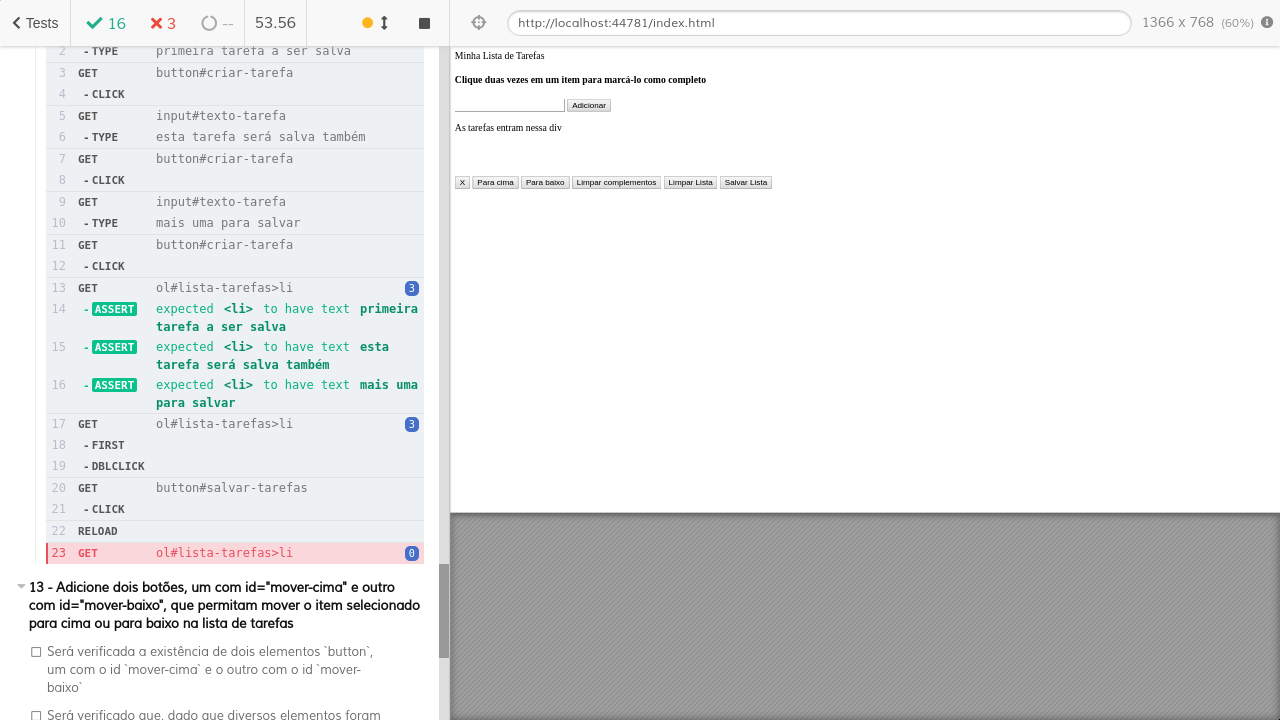 Tests 16 3 -- 53.56 http://localhost:44781/index.html 1366 x 768 (60%)
2 - TYPE primeira tarefa a ser salva
3 GET button#criar-tarefa
4 - CLICK
5 GET input#texto-tarefa
6 - TYPE esta tarefa será salva também
7 GET button#criar-tarefa
8 - CLICK
9 GET input#texto-tarefa
10 - TYPE mais uma para salvar
11 GET button#criar-tarefa
12 - CLICK
13 GET ol#lista-tarefas>li 3
14 - ASSERT expected <li> to have text primeira
tarefa a ser salva
15 - ASSERT expected <li> to have text esta
tarefa será salva também
16 - ASSERT expected <li> to have text mais uma
para salvar
17 GET ol#lista-tarefas>li 3
18 - FIRST
19 - DBLCLICK
20 GET button#salvar-tarefas
21 - CLICK
22 RELOAD
23 GET ol#lista-tarefas>li 0
13 - Adicione dois botões, um com id="mover-cima" e outro
com id="mover-baixo", que permitam mover o item selecionado
para cima ou para baixo na lista de tarefas
Será verificada a existência de dois elementos `button`,
um com o id `mover-cima` e o outro com o id `mover-
baixo`
Será verificado que, dado que diversos elementos foram
Minha Lista de Tarefas
Clique duas vezes em um item para marcá-lo como completo
Adicionar
As tarefas entram nessa div
X Para cima Para baixo Limpar complementos Limpar Lista Salvar Lista